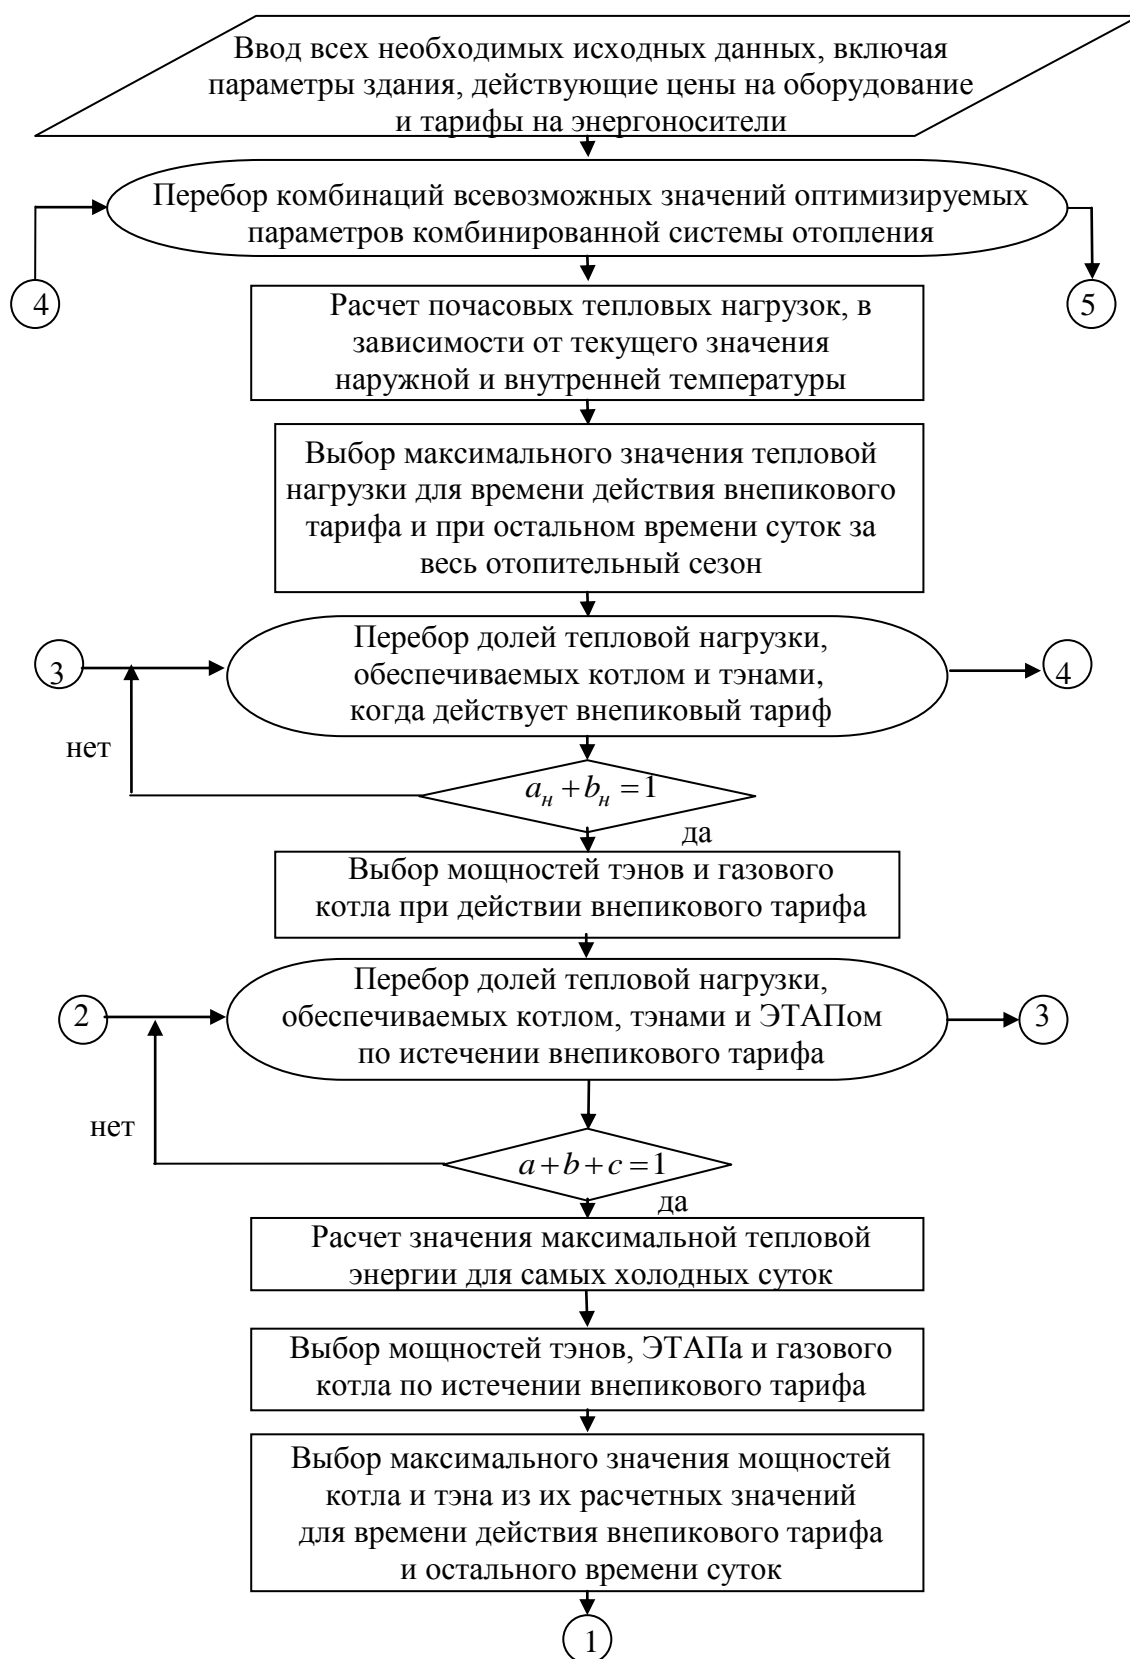 Ввод всех необходимых исходных данных, включая
параметры здания, действующие цены на оборудование
и тарифы на энергоносители
Перебор комбинаций всевозможных значений оптимизируемых
параметров комбинированной системы отопления
4
5
Расчет почасовых тепловых нагрузок, в
зависимости от текущего значения
наружной и внутренней температуры
Выбор максимального значения тепловой
нагрузки для времени действия внепикового
тарифа и при остальном времени суток за
весь отопительный сезон
Перебор долей тепловой нагрузки,
обеспечиваемых котлом и тэнами,
когда действует внепиковый тариф
3
4
нет
a_н + b_н = 1
да
Выбор мощностей тэнов и газового
котла при действии внепикового тарифа
Перебор долей тепловой нагрузки,
обеспечиваемых котлом, тэнами и ЭТАПом
по истечении внепикового тарифа
2
3
нет
a + b + c = 1
да
Расчет значения максимальной тепловой
энергии для самых холодных суток
Выбор мощностей тэнов, ЭТАПа и газового
котла по истечении внепикового тарифа
Выбор максимального значения мощностей
котла и тэна из их расчетных значений
для времени действия внепикового тарифа
и остального времени суток
1